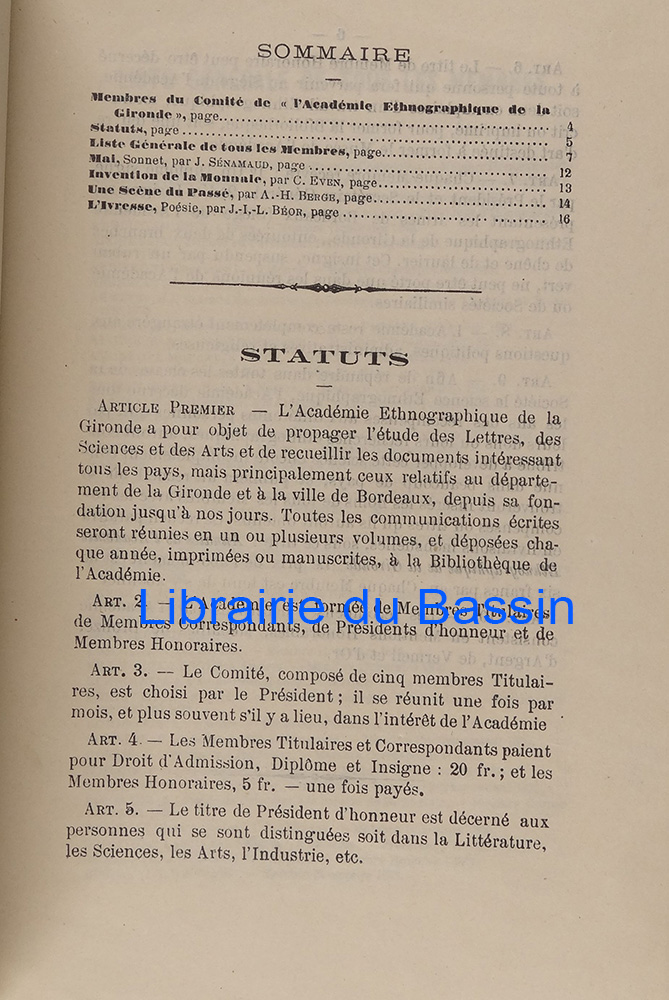 SOMMAIRE
Membres du Comité de « l'Académie Ethnographique de la
Gironde », page........ 4
Statuts, page........ 5
Liste Générale de tous les Membres, page........ 7
Mai, Sonnet, par J. SÉNAMAUD, page........ 12
Invention de la Monnaie, par C. EVEN, page........ 13
Une Scène du Passé, par A.-H. BERGE, page........ 14
L'Ivresse, Poésie, par J.-I.-L. BÉOR, page........ 16
STATUTS
ARTICLE PREMIER — L'Académie Ethnographique de la
Gironde a pour objet de propager l'étude des Lettres, des
Sciences et des Arts et de recueillir les documents intéressant
tous les pays, mais principalement ceux relatifs au départe-
ment de la Gironde et à la ville de Bordeaux, depuis sa fon-
dation jusqu'à nos jours. Toutes les communications écrites
seront réunies en un ou plusieurs volumes, et déposées cha-
que année, imprimées ou manuscrites, à la Bibliothèque de
l'Académie.
ART. 2. — L'Académie est formée de Membres Titulaires,
Librairie du Bassin
de Membres Correspondants, de Présidents d'honneur et de
Membres Honoraires.
ART. 3. — Le Comité, composé de cinq membres Titulai-
res, est choisi par le Président ; il se réunit une fois par
mois, et plus souvent s'il y a lieu, dans l'intérêt de l'Académie
ART. 4. — Les Membres Titulaires et Correspondants paient
pour Droit d'Admission, Diplôme et Insigne : 20 fr. ; et les
Membres Honoraires, 5 fr. — une fois payés.
ART. 5. — Le titre de Président d'honneur est décerné aux
personnes qui se sont distinguées soit dans la Littérature,
les Sciences, les Arts, l'Industrie, etc.